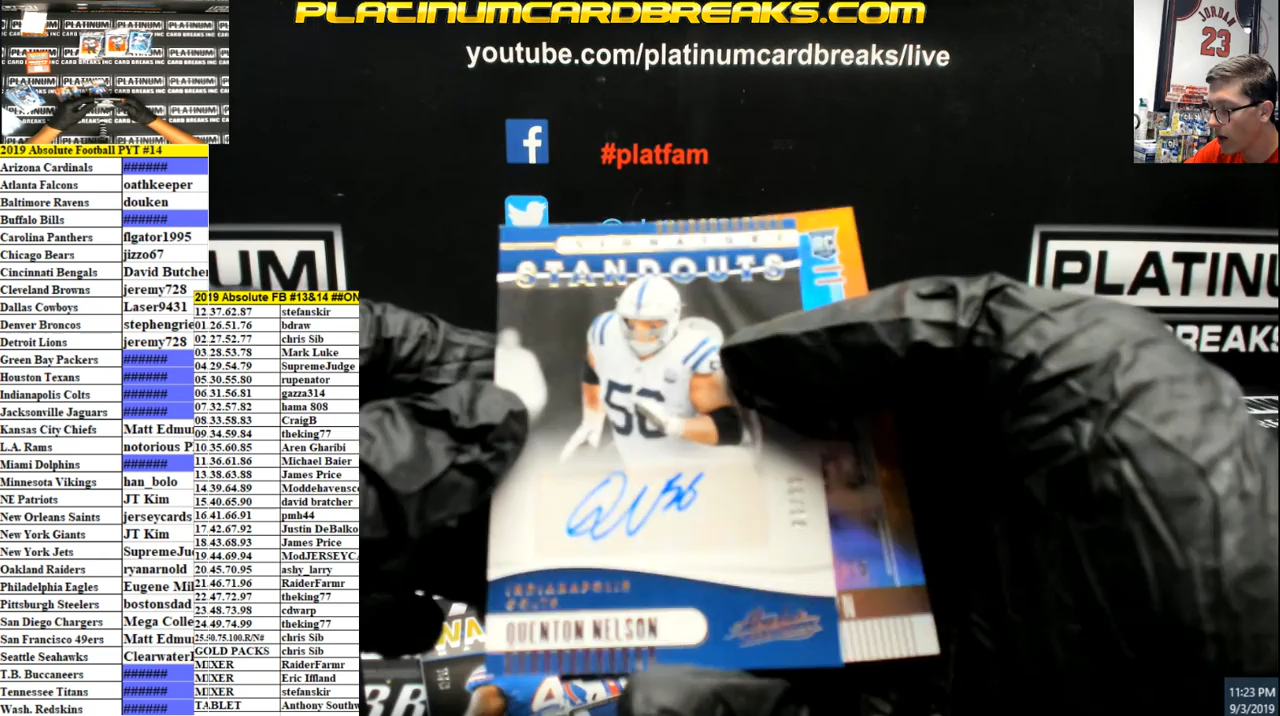 PLATINUMCARDBREAKS.COM
youtube.com/platinumcardbreaks/live
#platfam
JORDAN
23
PLATINUM
SIGNATURE
STANDOUTS
RC
56
INDIANAPOLIS
COLTS
QUENTON NELSON
Absolute
UM
PLATINU
BREAKS
2019 Absolute Football PYT #14
Arizona Cardinals ######
Atlanta Falcons oathkeeper
Baltimore Ravens douken
Buffalo Bills ######
Carolina Panthers flgator1995
Chicago Bears jizzo67
Cincinnati Bengals David Butcher
Cleveland Browns jeremy728
Dallas Cowboys Laser9431
Denver Broncos stephengrie
Detroit Lions jeremy728
Green Bay Packers ######
Houston Texans ######
Indianapolis Colts ######
Jacksonville Jaguars ######
Kansas City Chiefs Matt Edmu
L.A. Rams notorious P
Miami Dolphins ######
Minnesota Vikings han_bolo
NE Patriots JT Kim
New Orleans Saints jerseycards
New York Giants JT Kim
New York Jets SupremeJu
Oakland Raiders ryanarnold
Philadelphia Eagles Eugene Mil
Pittsburgh Steelers bostonsdad
San Diego Chargers Mega Colle
San Francisco 49ers Matt Edmu
Seattle Seahawks Clearwater
T.B. Buccaneers ######
Tennessee Titans ######
Wash. Redskins ######
2019 Absolute FB #13&14 ##ON
12.37.62.87 stefanskir
01.26.51.76 bdraw
02.27.52.77 chris Sib
03.28.53.78 Mark Luke
04.29.54.79 SupremeJudge
05.30.55.80 rupenator
06.31.56.81 gazza314
07.32.57.82 hama 808
08.33.58.83 CraigB
09.34.59.84 theking77
10.35.60.85 Aren Gharibi
11.36.61.86 Michael Baier
13.38.63.88 James Price
14.39.64.89 Moddehavensc
15.40.65.90 david bratcher
16.41.66.91 pmh44
17.42.67.92 Justin DeBalko
18.43.68.93 James Price
19.44.69.94 ModJERSEYCA
20.45.70.95 ashy_larry
21.46.71.96 RaiderFarmr
22.47.72.97 theking77
23.48.73.98 cdwarp
24.49.74.99 theking77
25.50.75.100.R/N# chris Sib
GOLD PACKS chris Sib
MIXER RaiderFarmr
MIXER Eric Iffland
MIXER stefanskir
TABLET Anthony Southw
11:23 PM
9/3/2019